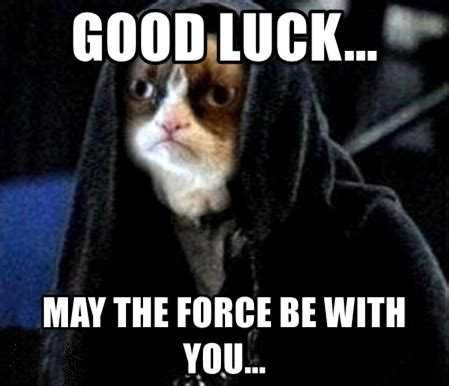 GOOD LUCK...
MAY THE FORCE BE WITH
YOU...